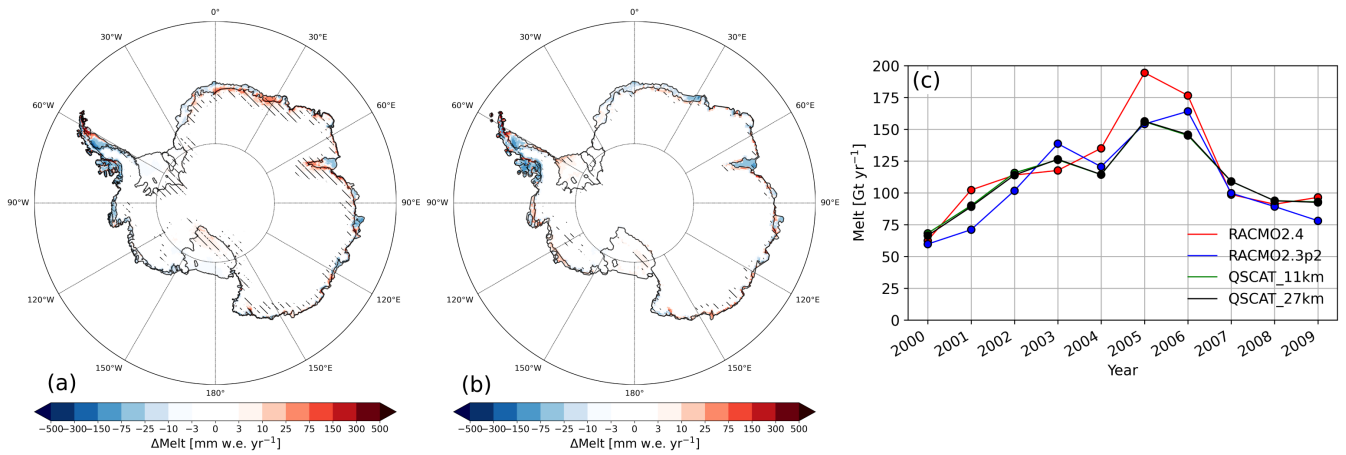 0°
30°E
60°E
90°E
120°E
150°E
180°
150°W
120°W
90°W
60°W
30°W
(a)
−500−300−150 −75 −25 −10 −3 0 3 10 25 75 150 300 500
ΔMelt [mm w.e. yr⁻¹]
0°
30°E
60°E
90°E
120°E
150°E
180°
150°W
120°W
90°W
60°W
30°W
(b)
−500−300−150 −75 −25 −10 −3 0 3 10 25 75 150 300 500
ΔMelt [mm w.e. yr⁻¹]
(c)
200
175
150
125
100
75
50
25
0
Melt [Gt yr⁻¹]
RACMO2.4
RACMO2.3p2
QSCAT_11km
QSCAT_27km
2000 2001 2002 2003 2004 2005 2006 2007 2008 2009
Year